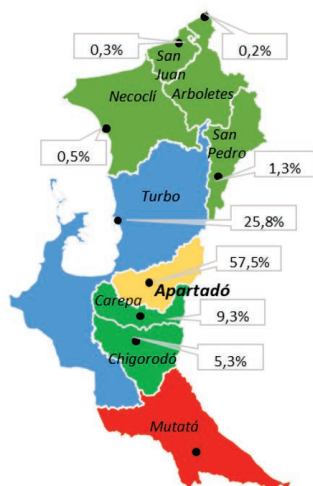 0,3%
0,2%
San
Juan
Arboletes
Necoclí
San
Pedro
0,5%
1,3%
Turbo
25,8%
57,5%
Apartadó
Carepa
9,3%
5,3%
Chigorodó
Mutatá